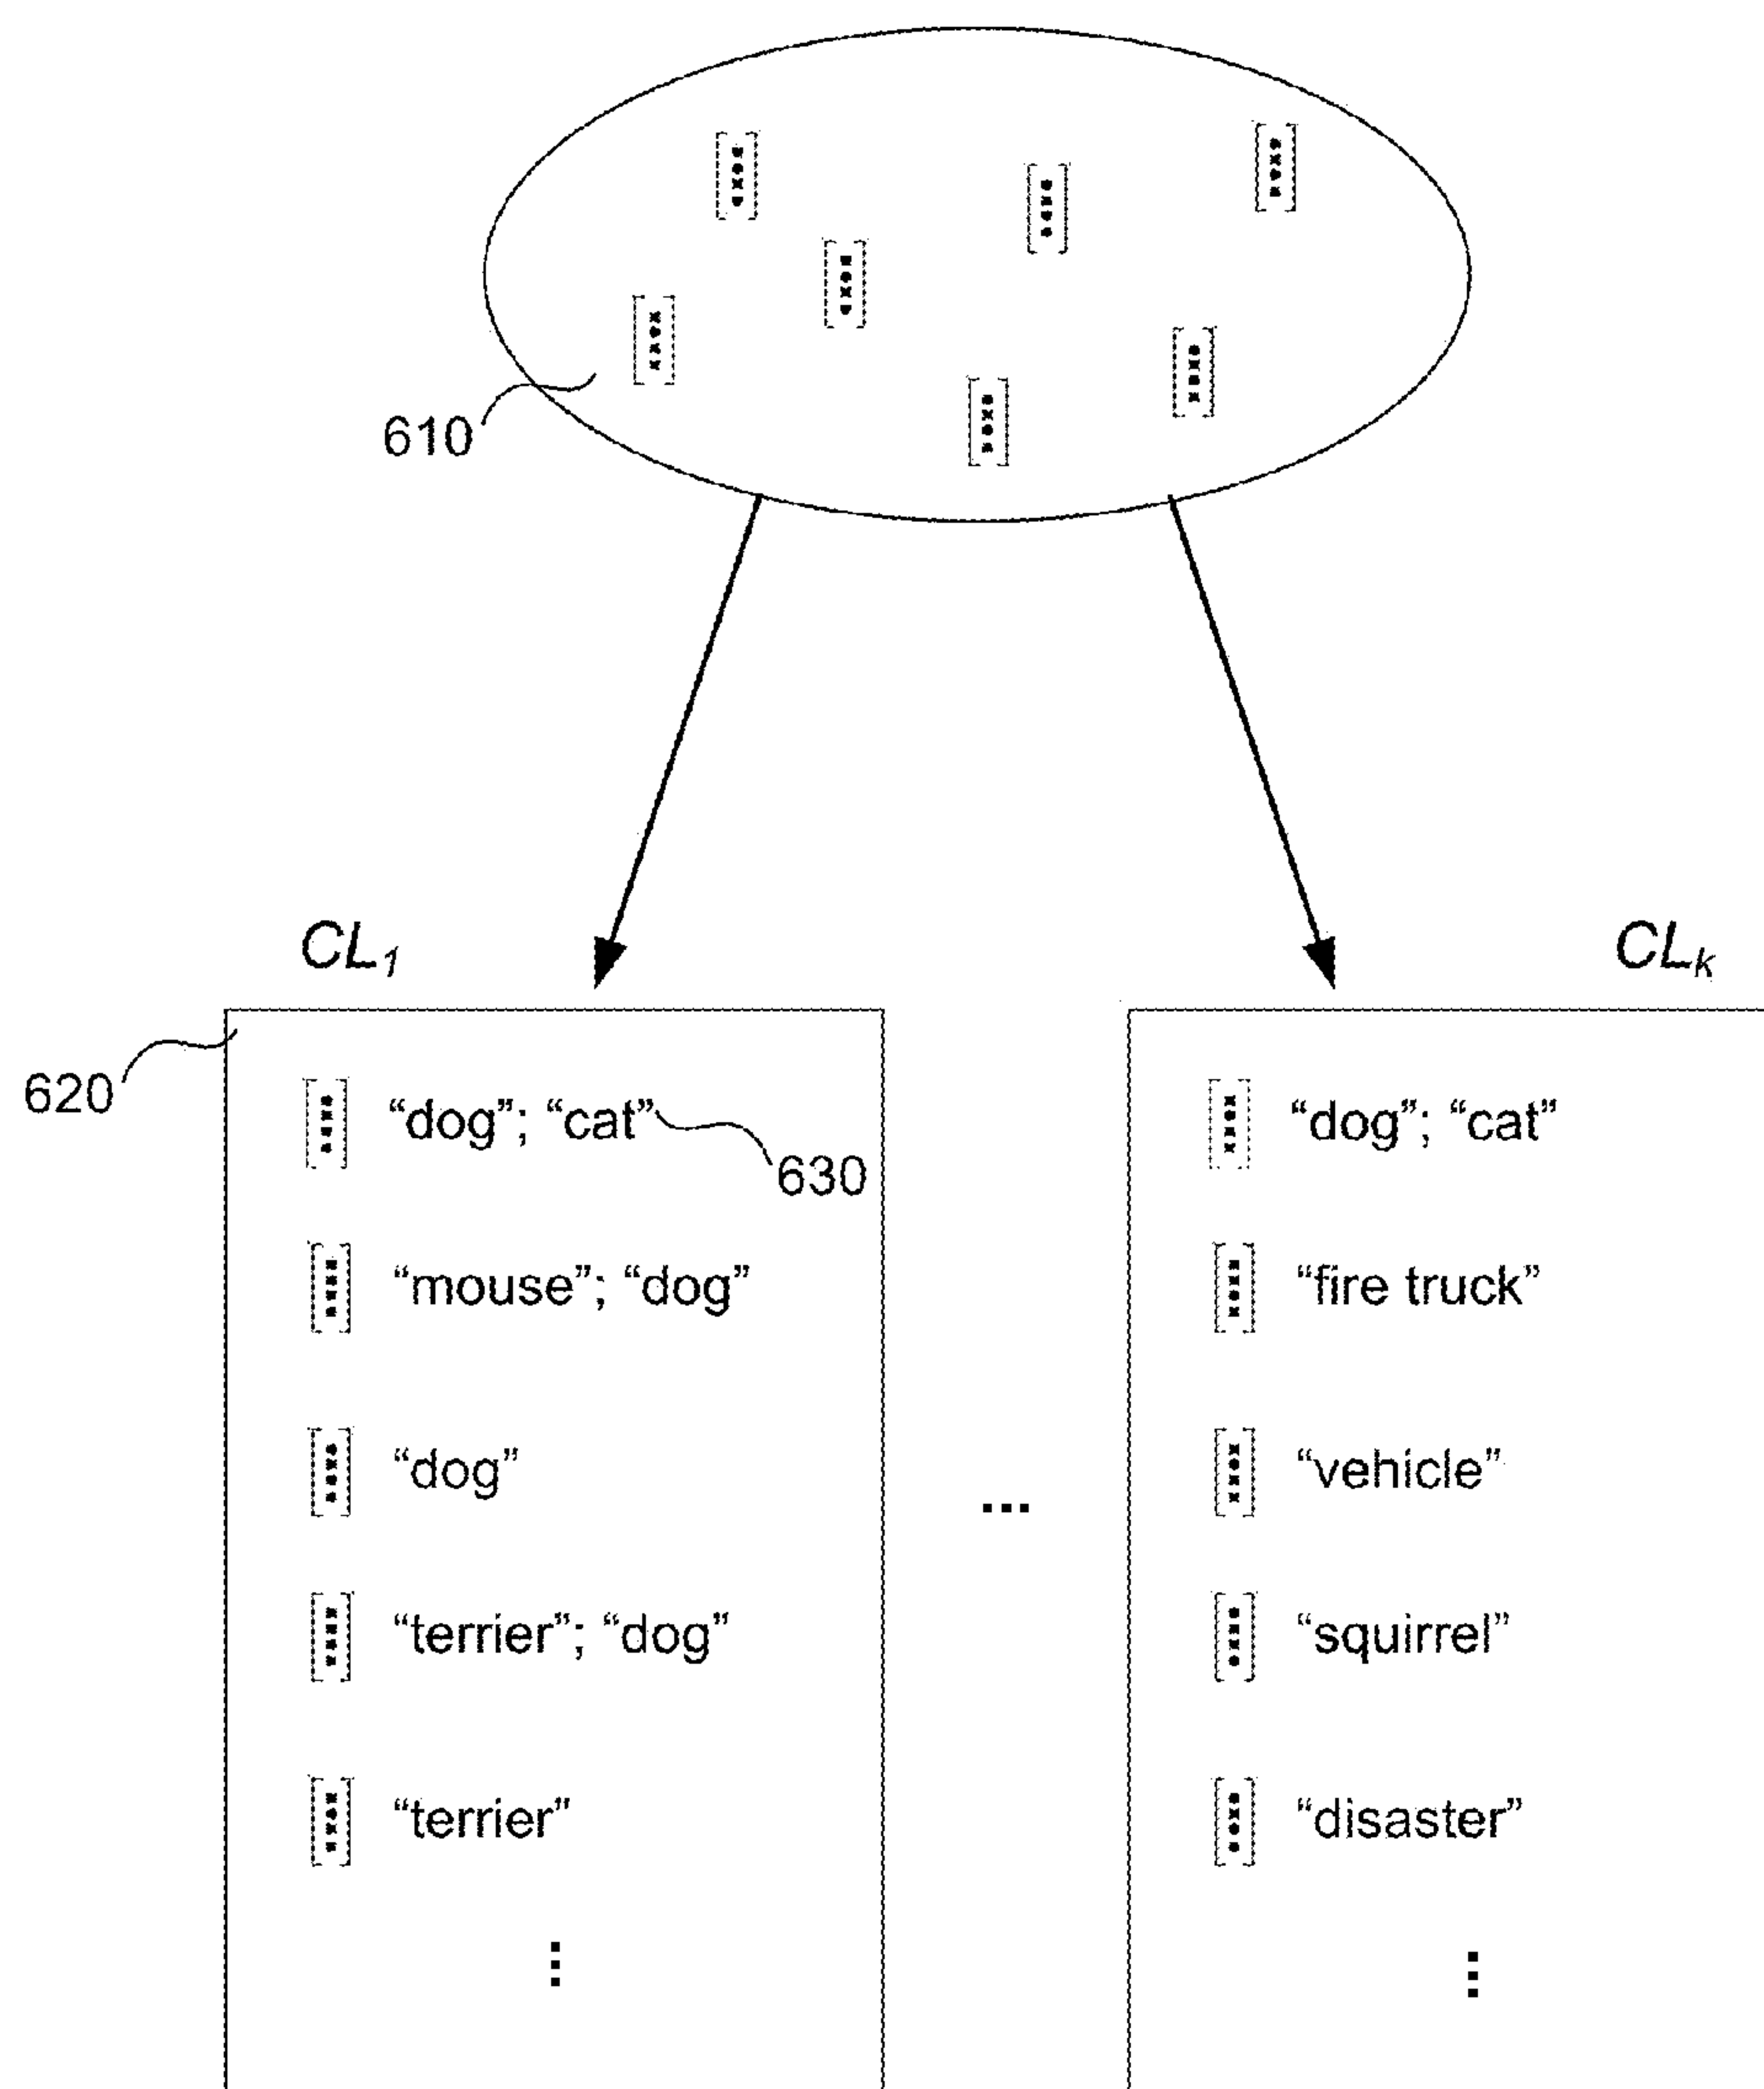 610
CL1 CLk
620
“dog”; “cat” 630
“mouse”; “dog”
“dog”
“terrier”; “dog”
“terrier”
...
“dog”; “cat”
“fire truck”
“vehicle”
“squirrel”
“disaster”